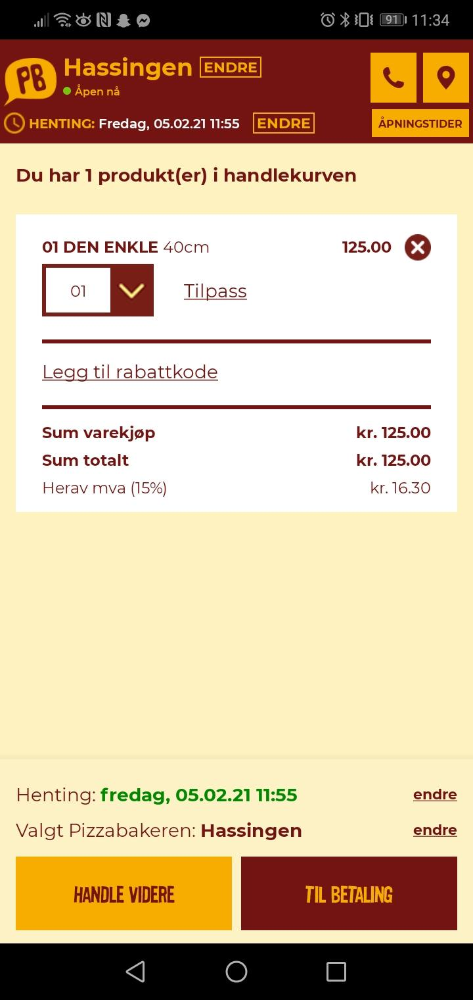 91 11:34
PB
Hassingen ENDRE
Åpen nå
HENTING: Fredag, 05.02.21 11:55 ENDRE ÅPNINGSTIDER
Du har 1 produkt(er) i handlekurven
01 DEN ENKLE 40cm 125.00
01 Tilpass
Legg til rabattkode
Sum varekjøp kr. 125.00
Sum totalt kr. 125.00
Herav mva (15%) kr. 16.30
Henting: fredag, 05.02.21 11:55 endre
Valgt Pizzabakeren: Hassingen endre
HANDLE VIDERE TIL BETALING